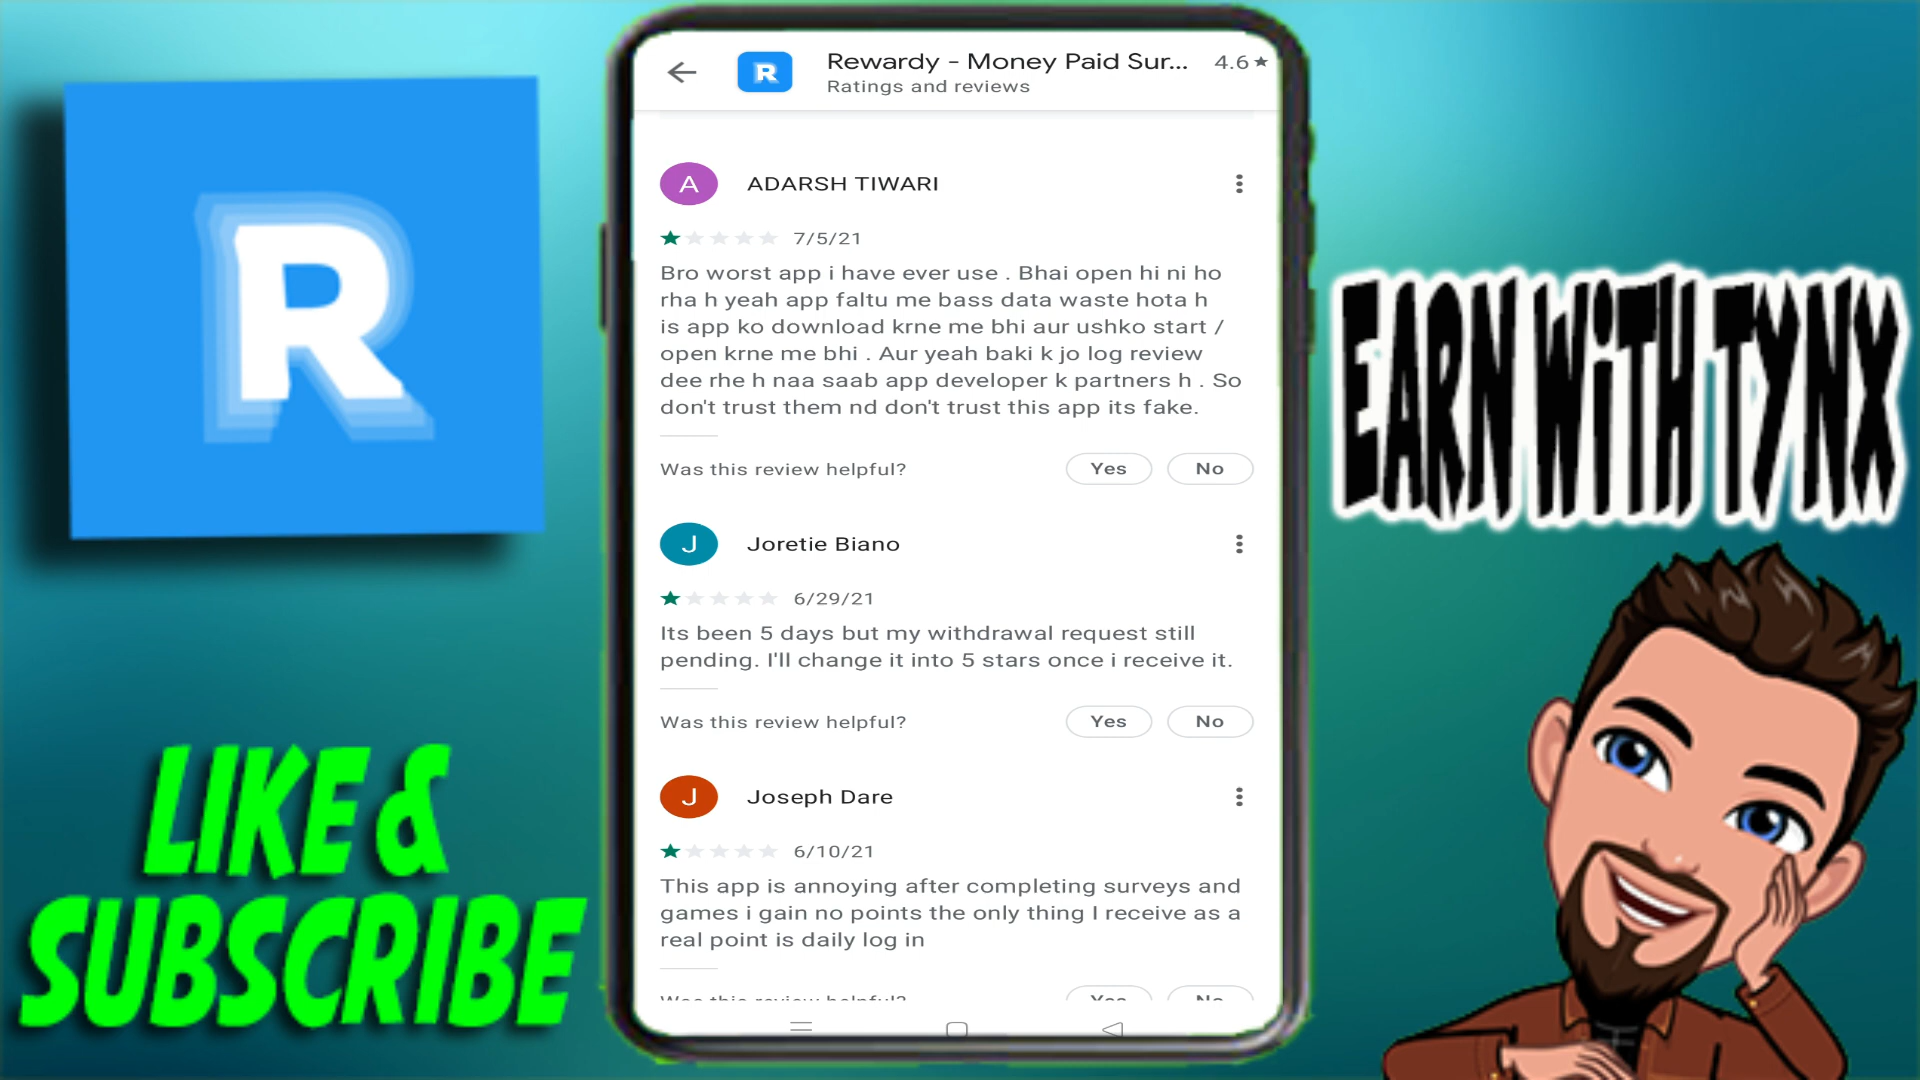 R
LIKE &
SUBSCRIBE
R
Rewardy - Money Paid Sur...
4.6★
Ratings and reviews
A
ADARSH TIWARI
7/5/21
Bro worst app i have ever use . Bhai open hi ni ho
rha h yeah app faltu me bass data waste hota h
is app ko download krne me bhi aur ushko start /
open krne me bhi . Aur yeah baki k jo log review
dee rhe h naa saab app developer k partners h . So
don't trust them nd don't trust this app its fake.
Was this review helpful?
Yes
No
J
Joretie Biano
6/29/21
Its been 5 days but my withdrawal request still
pending. I'll change it into 5 stars once i receive it.
Was this review helpful?
Yes
No
J
Joseph Dare
6/10/21
This app is annoying after completing surveys and
games i gain no points the only thing I receive as a
real point is daily log in
Was this review helpful?
Yes
No
EARN WiTH TYNX